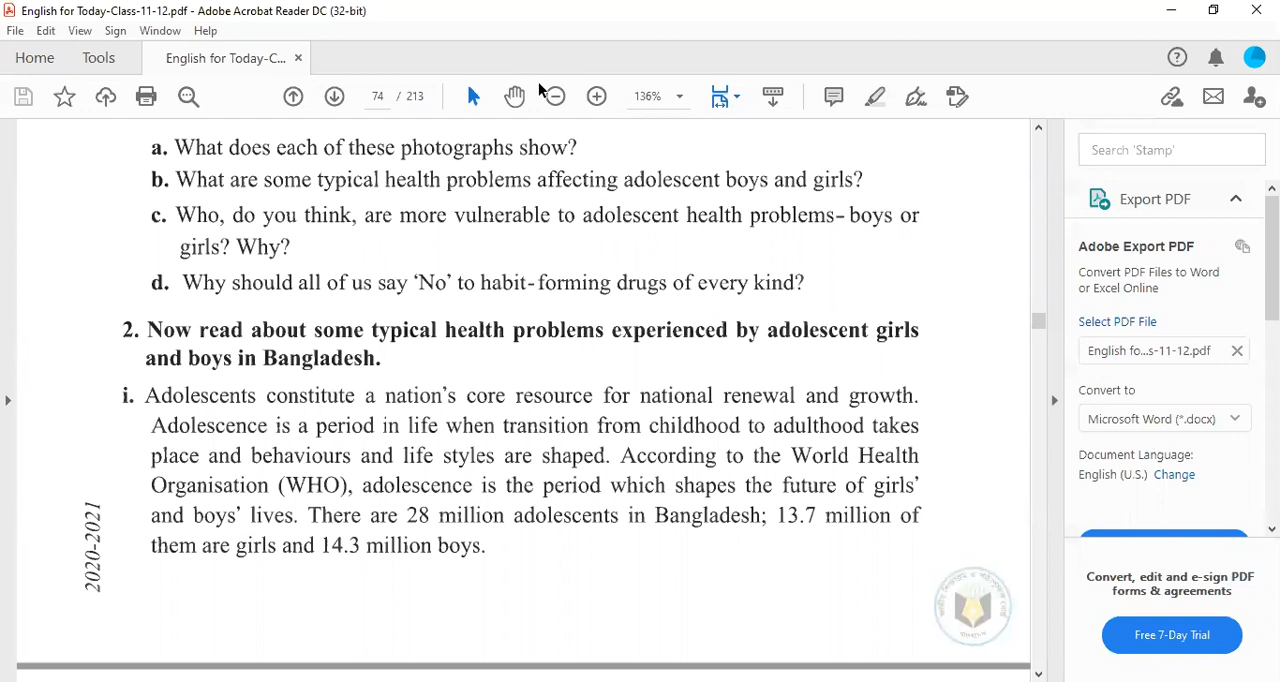 English for Today-Class-11-12.pdf - Adobe Acrobat Reader DC (32-bit)
File Edit View Sign Window Help
Home Tools English for Today-C... ×
74 / 213 136%
a. What does each of these photographs show?
b. What are some typical health problems affecting adolescent boys and girls?
c. Who, do you think, are more vulnerable to adolescent health problems- boys or
girls? Why?
d. Why should all of us say ‘No’ to habit-forming drugs of every kind?
2. Now read about some typical health problems experienced by adolescent girls
and boys in Bangladesh.
i. Adolescents constitute a nation’s core resource for national renewal and growth.
Adolescence is a period in life when transition from childhood to adulthood takes
place and behaviours and life styles are shaped. According to the World Health
Organisation (WHO), adolescence is the period which shapes the future of girls’
and boys’ lives. There are 28 million adolescents in Bangladesh; 13.7 million of
them are girls and 14.3 million boys.
2020-2021
Search 'Stamp'
Export PDF
Adobe Export PDF
Convert PDF Files to Word
or Excel Online
Select PDF File
English fo...s-11-12.pdf
Convert to
Microsoft Word (*.docx)
Document Language:
English (U.S.) Change
Convert, edit and e-sign PDF
forms & agreements
Free 7-Day Trial